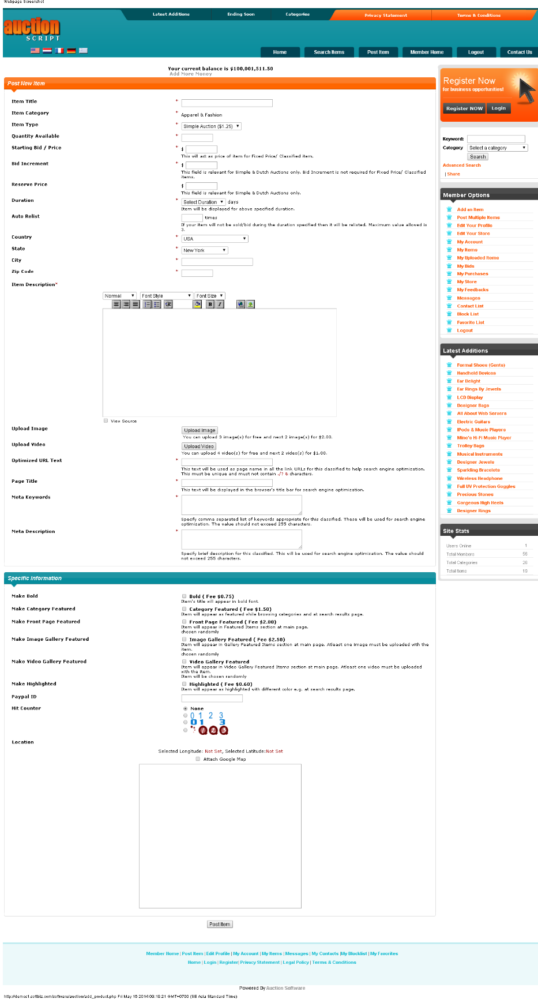 Webpage Screenshot
Latest Additions
Ending Soon
Categories
Privacy Statement
Terms & Conditions
auction
SCRIPT
Home
Search Items
Post Item
Member Home
Logout
Contact Us
Your current balance is $100,001,511.50
Add More Money
Post New Item
Item Title *
Item Category * Apparel & Fashion
Item Type * Simple Auction ($1.25)
Quantity Available *
Starting Bid / Price * $
This will act as price of item for Fixed Price/ Classified item.
Bid Increment * $
This field is relevant for Simple & Dutch Auctions only. Bid Increment is not required for Fixed Price/ Classified
items.
Reserve Price $
This field is relevant for Simple & Dutch Auctions only.
Duration * Select Duration days
Item will be displayed for above specified duration.
Auto Relist times
If your item will not be sold/bid during the duration specified then it will be relisted. Maximum value allowed is
3.
Country * USA
State * New York
City *
Zip Code *
Item Description*
Normal Font Style Font Size
B I
View Source
Upload Image Upload Image
You can upload 3 image(s) for free and next 2 image(s) for $2.00.
Upload Video Upload Video
You can upload 4 video(s) for free and next 2 video(s) for $1.00.
Optimized URL Text *
This text will be used as page name in all the link URLs for this classified to help search engine optimization.
This must be unique and must not contain ./? & characters.
Page Title *
This text will be displayed in the browser's title bar for search engine optimization.
Meta Keywords *
Specify comma separated list of keywords appropriate for this classified. These will be used for search engine
optimization. The value should not exceed 255 characters.
Meta Description *
Specify brief description for this classified. This will be used for search engine optimization. The value should
not exceed 255 characters.
Specific Information
Make Bold Bold ( Fee $0.75)
Item's title will appear in bold font.
Make Category Featured Category Featured ( Fee $1.50)
Item will appear as featured while browsing categories and at search results page.
Make Front Page Featured Front Page Featured ( Fee $2.00)
Item will appear in Featured Items section at main page.
chosen randomly
Make Image Gallery Featured Image Gallery Featured ( Fee $2.50)
Item will appear in Gallery Featured Items section at main page. Atleast one image must be uploaded with the
item.
chosen randomly
Make Video Gallery Featured Video Gallery Featured
Item will appear in Video Gallery Featured Items section at main page. Atleast one video must be uploaded
with the item.
Item will be chosen randomly
Make Highlighted Highlighted ( Fee $0.60)
Item will appear as highlighted with different color e.g. at search results page.
Paypal ID
Hit Counter None
0 1 2 3
0 1 3
1 2 3
Location
Selected Longitude: Not Set, Selected Latitude:Not Set
Attach Google Map
Post Item
Register Now
for business opportunities!
Register NOW Login
Keyword:
Category Select a category
Search
Advanced Search
| Share
Member Options
Add an Item
Post Multiple Items
Edit Your Profile
Edit Your Store
My Account
My Items
My Uploaded Items
My Bids
My Purchases
My Store
My Feedbacks
Messages
Contact List
Block List
Favorite List
Logout
Latest Additions
Formal Shoes (Gents)
Handheld Devices
Ear Delight
Ear Rings By Jewels
LCD Display
Designer Bags
All About Web Servers
Electric Guitars
IPods & Music Players
Mine's Hi-Fi Music Player
Trolley Bags
Musical Instruments
Designer Jewels
Sparkling Bracelets
Wireless Headphone
Full UV Protection Goggles
Precious Stones
Gorgeous High Heels
Designer Rings
Site Stats
Users Online 1
Total Members 56
Total Categories 26
Total Items 19
Member Home | Post Item | Edit Profile | My Account | My Items | Messages | My Contacts |My Blocklist | My Favorites
Home | Login | Register| Privacy Statement | Legal Policy | Terms & Conditions
Powered By Auction Software
http://demos1.softbiz.com/software/auction/add_product.php Fri May 16 2014 09:19:21 GMT+0700 (SE Asia Standard Time)